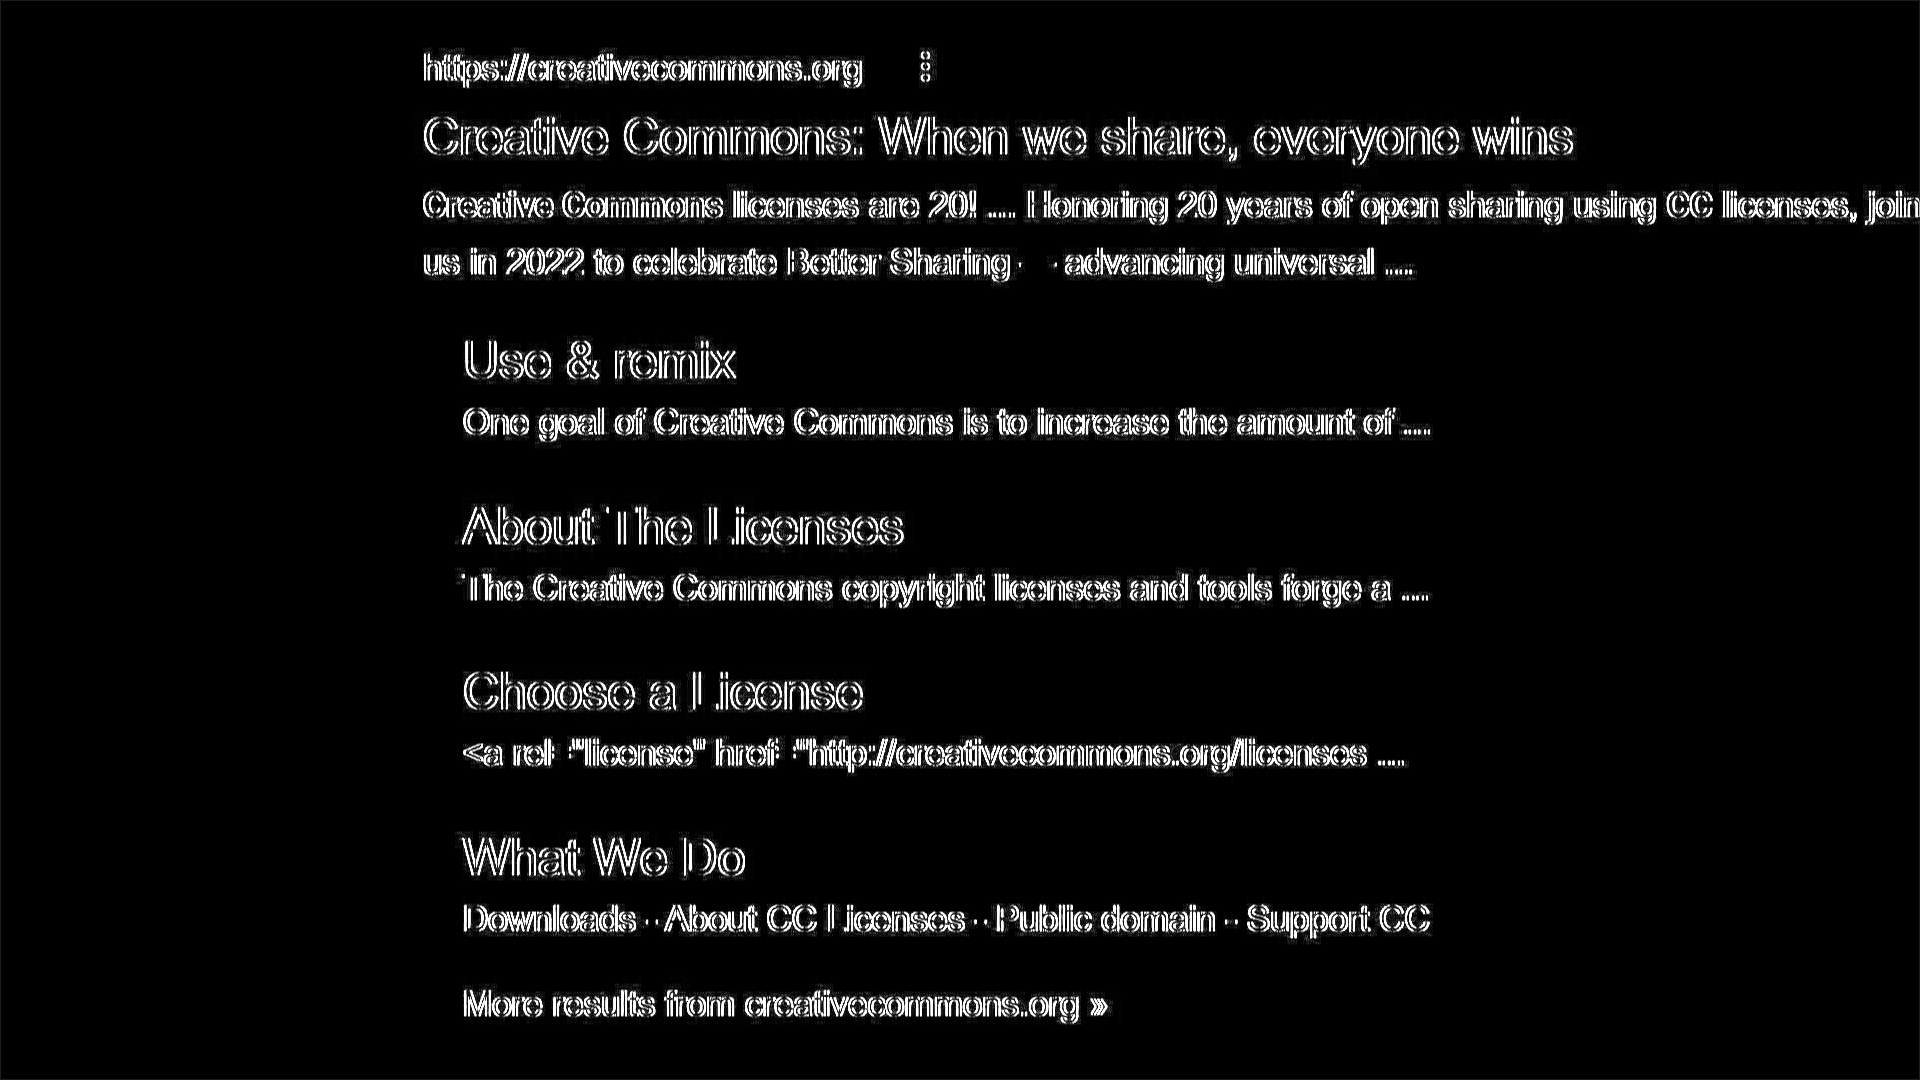 https://creativecommons.org
Creative Commons: When we share, everyone wins
Creative Commons licenses are 20! ... Honoring 20 years of open sharing using CC licenses, join
us in 2022 to celebrate Better Sharing — advancing universal ...
Use & remix
One goal of Creative Commons is to increase the amount of ...
About The Licenses
The Creative Commons copyright licenses and tools forge a ...
Choose a License
<a rel="license" href="http://creativecommons.org/licenses ...
What We Do
Downloads · About CC Licenses · Public domain · Support CC
More results from creativecommons.org »